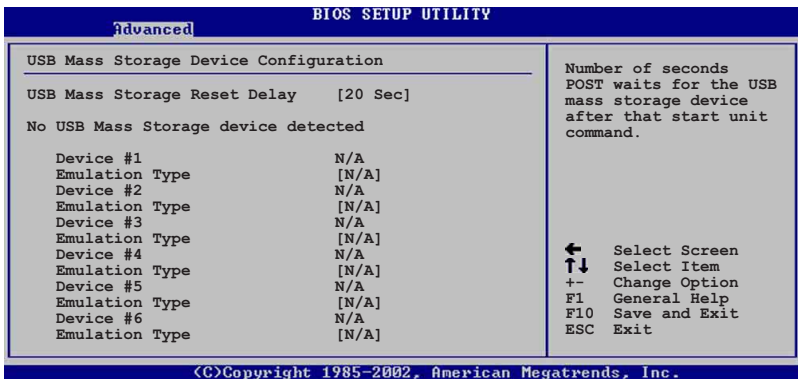 BIOS SETUP UTILITY
Advanced
USB Mass Storage Device Configuration
USB Mass Storage Reset Delay [20 Sec]
No USB Mass Storage device detected
Device #1 N/A
Emulation Type [N/A]
Device #2 N/A
Emulation Type [N/A]
Device #3 N/A
Emulation Type [N/A]
Device #4 N/A
Emulation Type [N/A]
Device #5 N/A
Emulation Type [N/A]
Device #6 N/A
Emulation Type [N/A]
Number of seconds
POST waits for the USB
mass storage device
after that start unit
command.
← Select Screen
↑↓ Select Item
+- Change Option
F1 General Help
F10 Save and Exit
ESC Exit
(C)Copyright 1985-2002, American Megatrends, Inc.